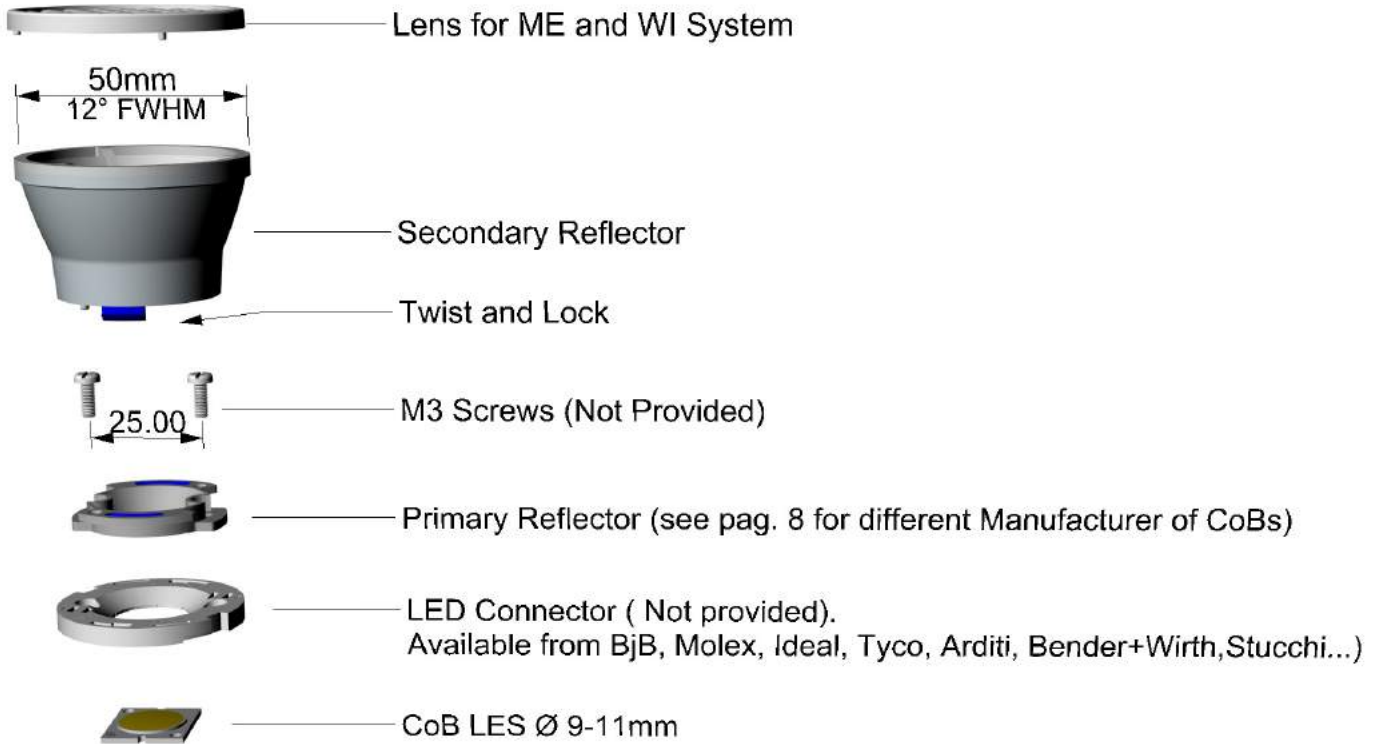 Lens for ME and WI System
50mm
12° FWHM
Secondary Reflector
Twist and Lock
M3 Screws (Not Provided)
25.00
Primary Reflector (see pag. 8 for different Manufacturer of CoBs)
LED Connector ( Not provided).
Available from BjB, Molex, Ideal, Tyco, Arditi, Bender+Wirth,Stucchi...)
CoB LES Ø 9-11mm